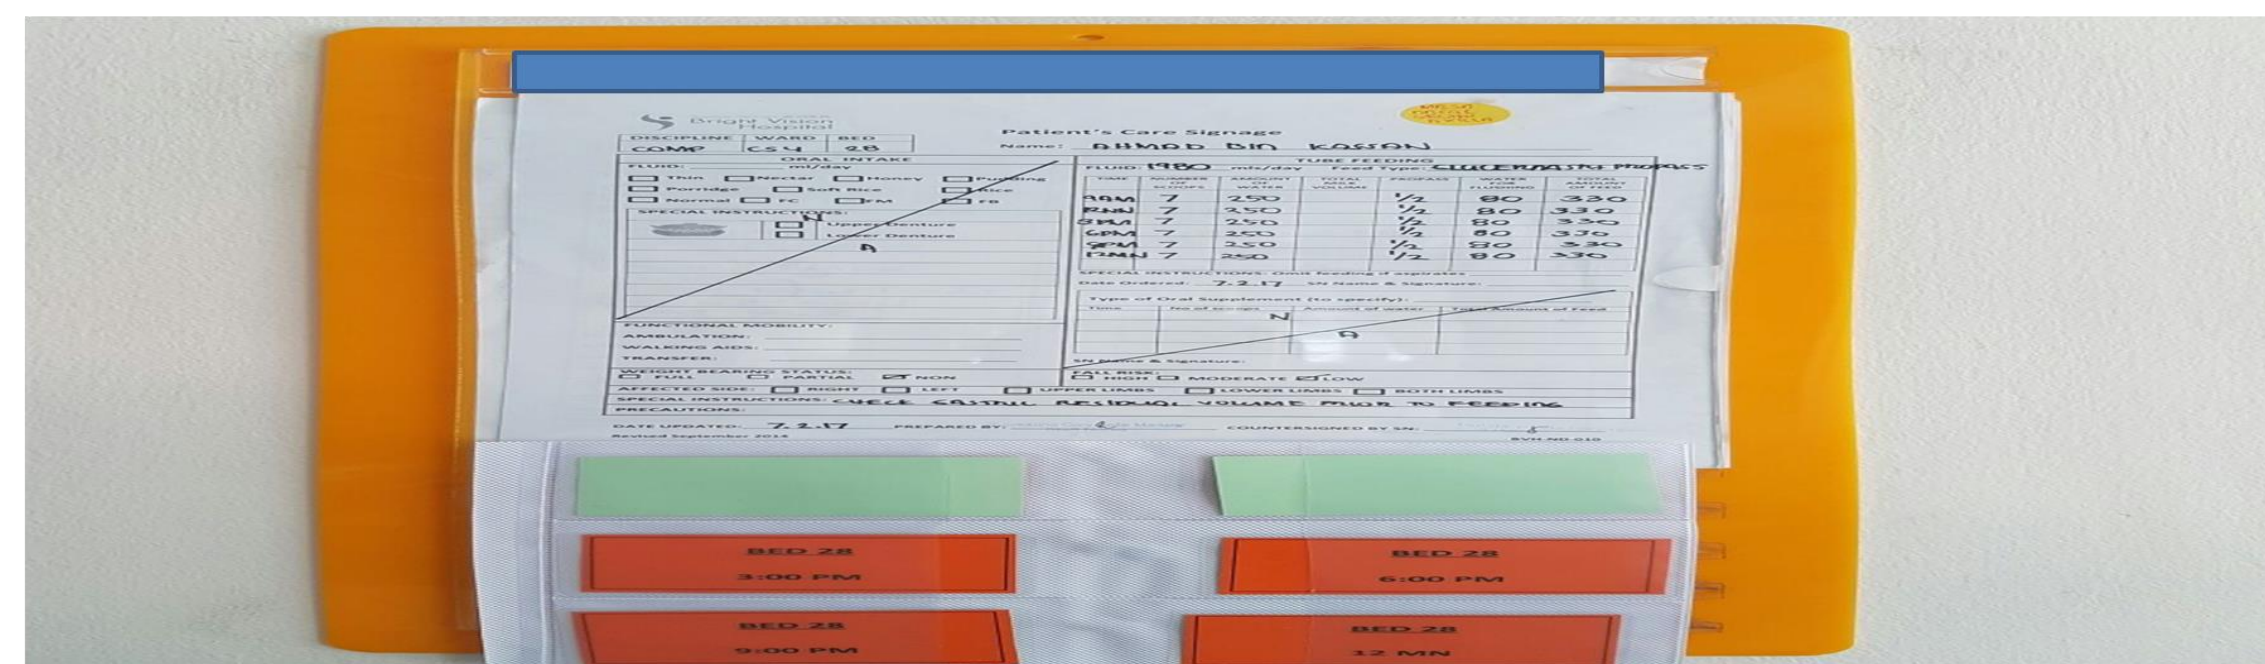 Bright Vision
Hospital
Patient's Care Signage
DISCIPLINE WARD BED
COMP CS4 28
Name: AHMAD BIN
ORAL INTAKE
FLUID: ml/day
Thin Nectar Honey Pudding
Porridge Soft Rice Rice
Normal FC FM FB
SPECIAL INSTRUCTIONS:
N
Upper Denture
Lower Denture
A
FUNCTIONAL MOBILITY:
AMBULATION:
WALKING AIDS:
TRANSFER:
WEIGHT BEARING STATUS:
FULL PARTIAL NON
TUBE FEEDING
FLUID: 1980 mls/day Feed Type:
TIME NUMBER OF SCOOPS AMOUNT OF WATER TOTAL MILK VOLUME PROPASS WATER FOR FLUSHING TOTAL AMOUNT OF FEED
9AM 7 250 1/2 80 330
12NN 7 250 1/2 80 330
3PM 7 250 1/2 80 330
6PM 7 250 1/2 80 330
9PM 7 250 1/2 80 330
12MN 7 250 1/2 80 330
SPECIAL INSTRUCTIONS: Omit feeding if aspirates
Date Ordered: 7.2.17 SN Name & Signature:
Type of Oral Supplement (to specify):
Time No of scoops Amount of water Total Amount of Feed
N
A
SN Name & Signature:
FALL RISK:
HIGH MODERATE LOW
AFFECTED SIDE: RIGHT LEFT UPPER LIMBS LOWER LIMBS BOTH LIMBS
SPECIAL INSTRUCTIONS: CHECK GASTRIC RESIDUAL VOLUME PRIOR TO FEEDING
PRECAUTIONS:
DATE UPDATED: 7.2.17 PREPARED BY: COUNTERSIGNED BY SN:
Revised September 2014 BVH-ND-010
BED 28
3:00 PM
BED 28
6:00 PM
BED 28
9:00 PM
BED 28
12 MN